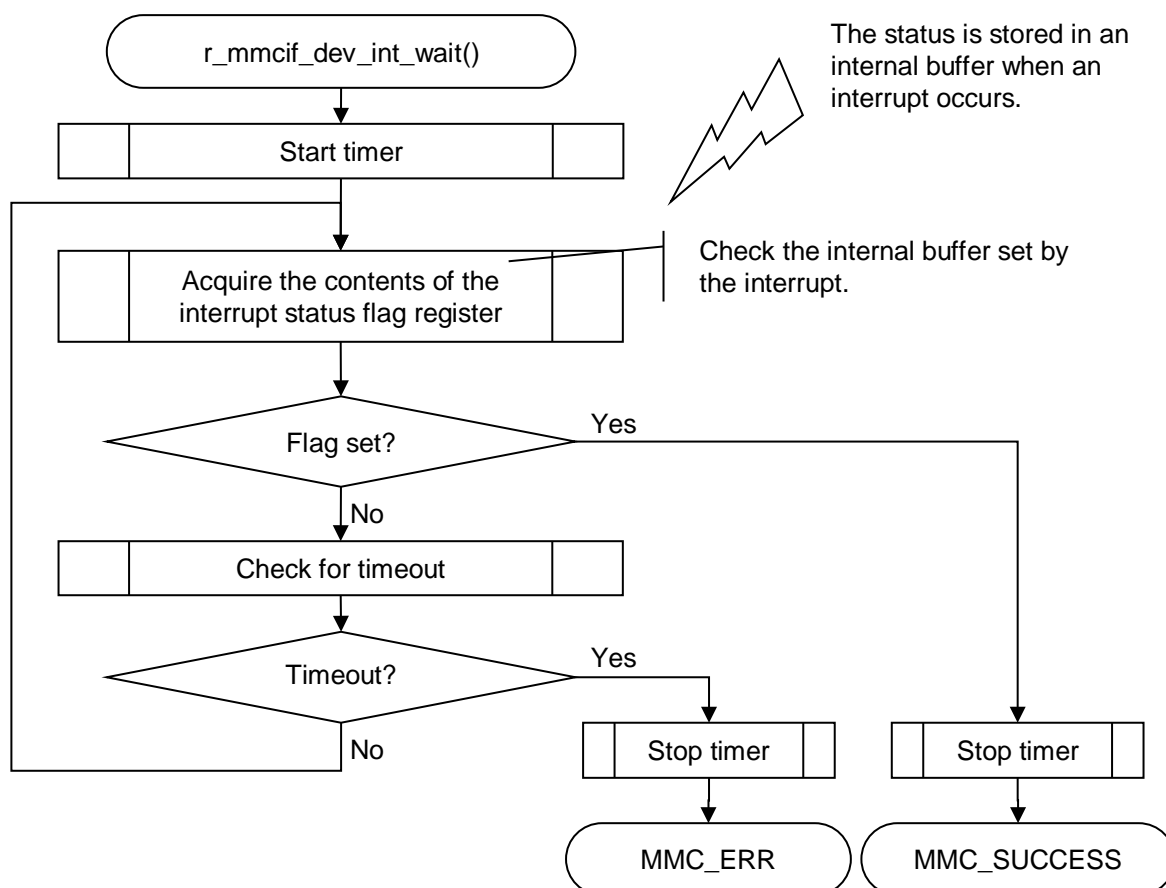 r_mmcif_dev_int_wait()
The status is stored in an
internal buffer when an
interrupt occurs.
Start timer
Acquire the contents of the
interrupt status flag register
Check the internal buffer set by
the interrupt.
Flag set?
Yes
No
Check for timeout
Timeout?
Yes
No
Stop timer
Stop timer
MMC_ERR
MMC_SUCCESS